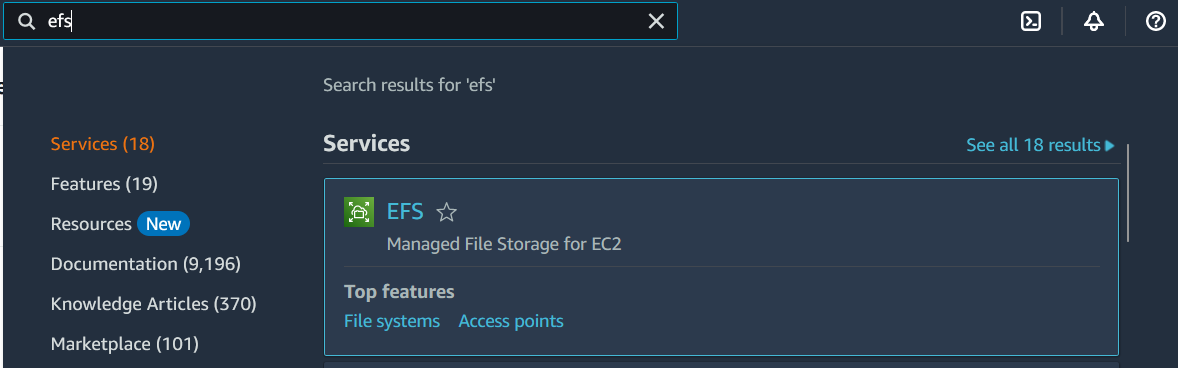 efs
Search results for 'efs'
Services (18)
Features (19)
Resources New
Documentation (9,196)
Knowledge Articles (370)
Marketplace (101)
Services
See all 18 results
EFS
Managed File Storage for EC2
Top features
File systems Access points